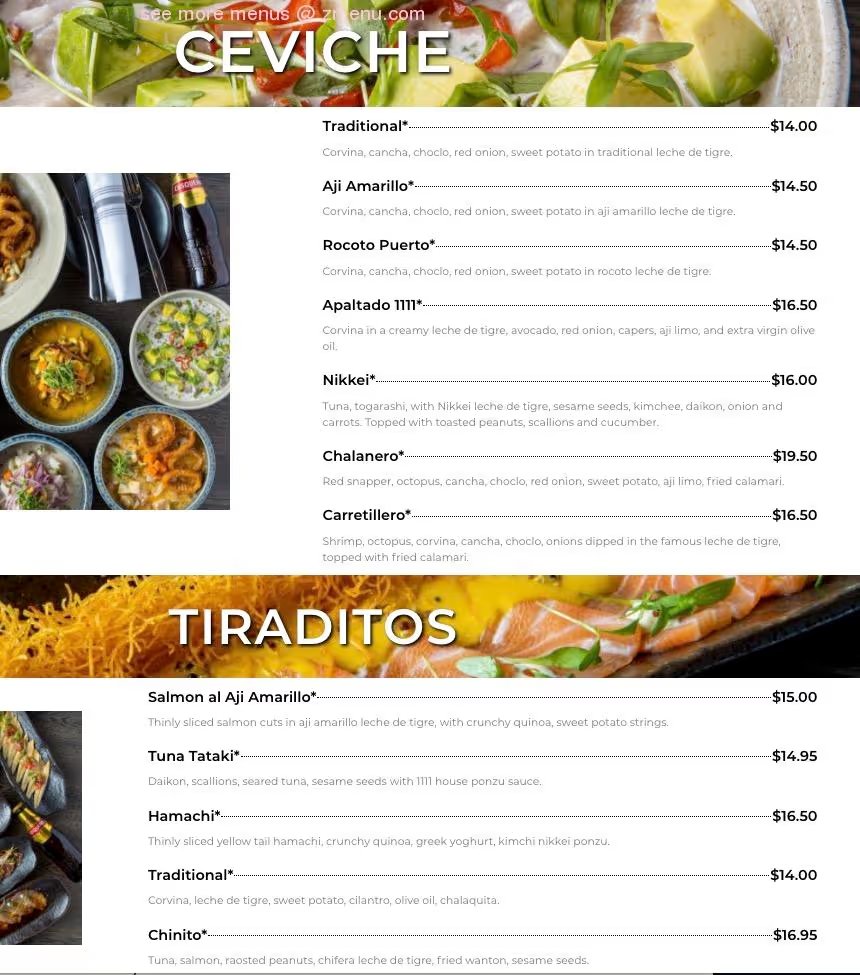 see more menus @ zmenu.com
CEVICHE
Traditional* $14.00
Corvina, cancha, choclo, red onion, sweet potato in traditional leche de tigre.
Aji Amarillo* $14.50
Corvina, cancha, choclo, red onion, sweet potato in aji amarillo leche de tigre.
Rocoto Puerto* $14.50
Corvina, cancha, choclo, red onion, sweet potato in rocoto leche de tigre.
Apaltado 1111* $16.50
Corvina in a creamy leche de tigre, avocado, red onion, capers, aji limo, and extra virgin olive
oil.
Nikkei* $16.00
Tuna, togarashi, with Nikkei leche de tigre, sesame seeds, kimchee, daikon, onion and
carrots. Topped with toasted peanuts, scallions and cucumber.
Chalanero* $19.50
Red snapper, octopus, cancha, choclo, red onion, sweet potato, aji limo, fried calamari.
Carretillero* $16.50
Shrimp, octopus, corvina, cancha, choclo, onions dipped in the famous leche de tigre,
topped with fried calamari.
TIRADITOS
Salmon al Aji Amarillo* $15.00
Thinly sliced salmon cuts in aji amarillo leche de tigre, with crunchy quinoa, sweet potato strings.
Tuna Tataki* $14.95
Daikon, scallions, seared tuna, sesame seeds with 1111 house ponzu sauce.
Hamachi* $16.50
Thinly sliced yellow tail hamachi, crunchy quinoa, greek yoghurt, kimchi nikkei ponzu.
Traditional* $14.00
Corvina, leche de tigre, sweet potato, cilantro, olive oil, chalaquita.
Chinito* $16.95
Tuna, salmon, raosted peanuts, chifera leche de tigre, fried wanton, sesame seeds.